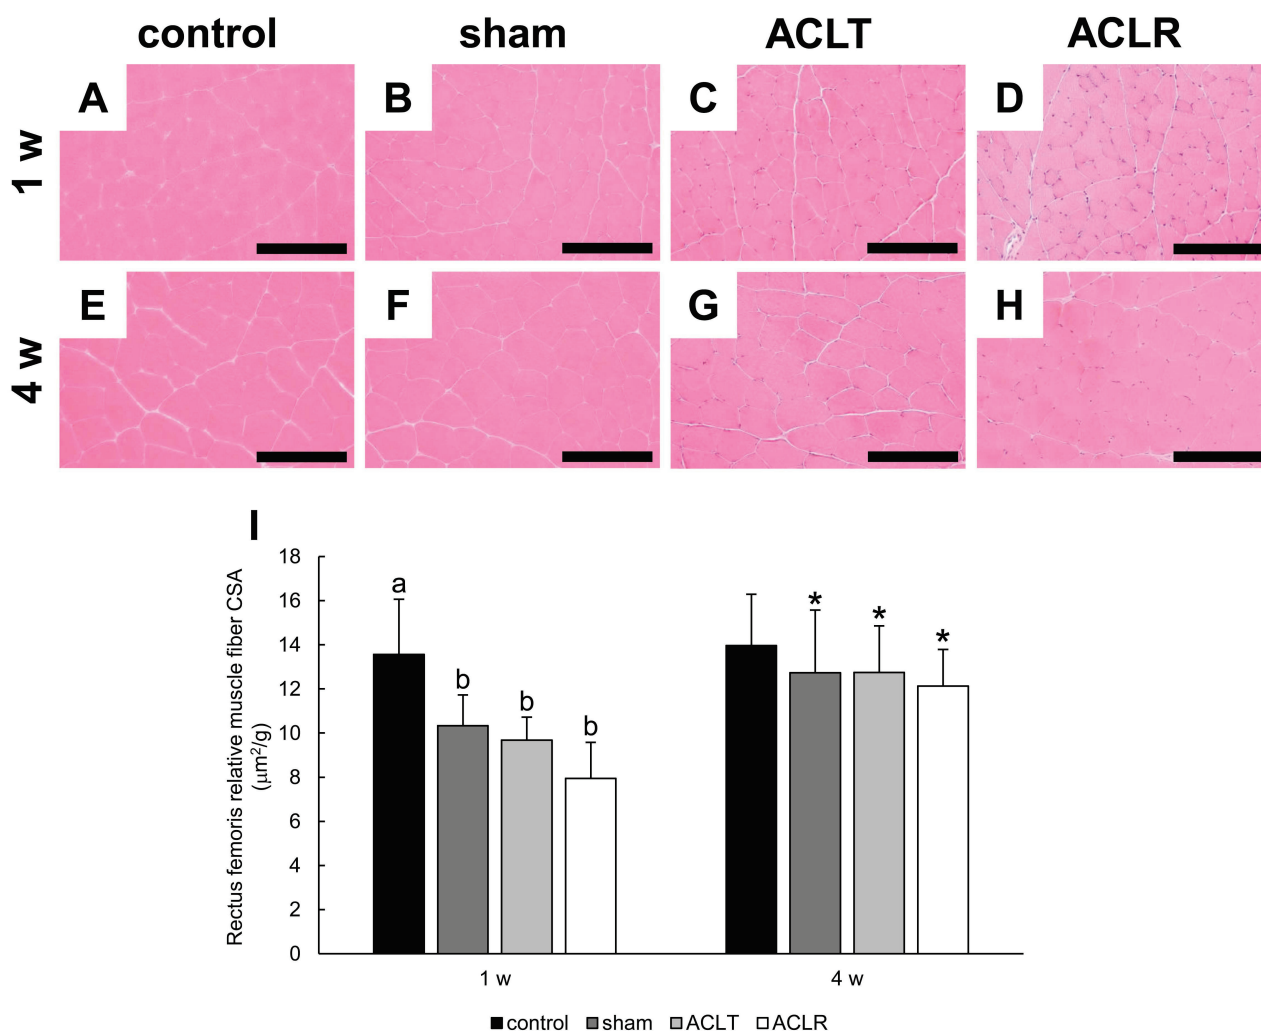 control sham ACLT ACLR
1 w
A B C D
4 w
E F G H
I
Rectus femoris relative muscle fiber CSA
(μm²/g)
18
16
14
12
10
8
6
4
2
0
a
b
b
b
*
*
*
1 w 4 w
control sham ACLT ACLR